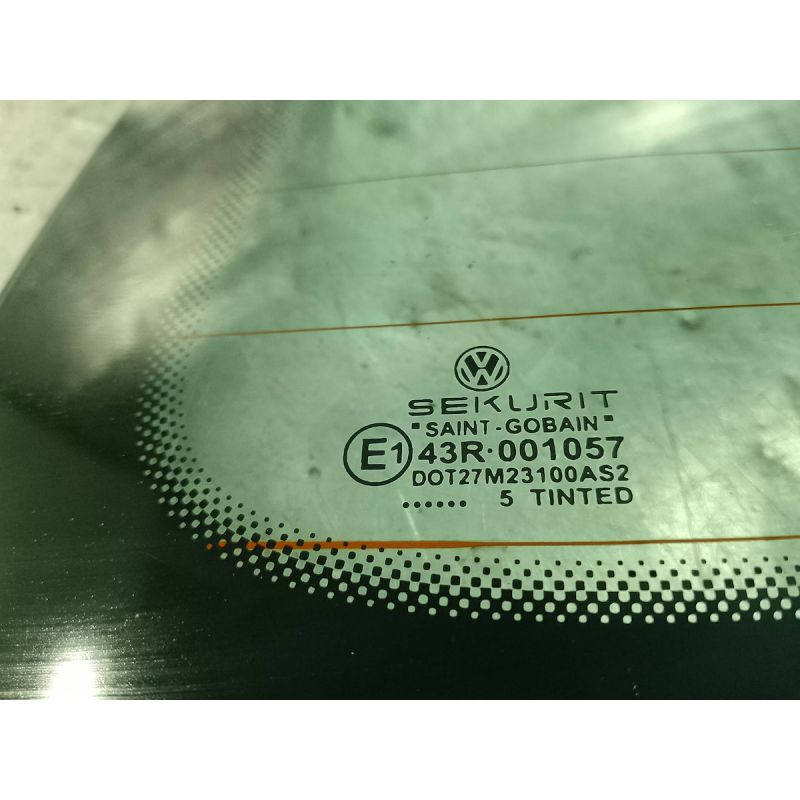 SEKURIT
"SAINT-GOBAIN"
E1 43R·001057
DOT27M23100AS2
...... 5 TINTED